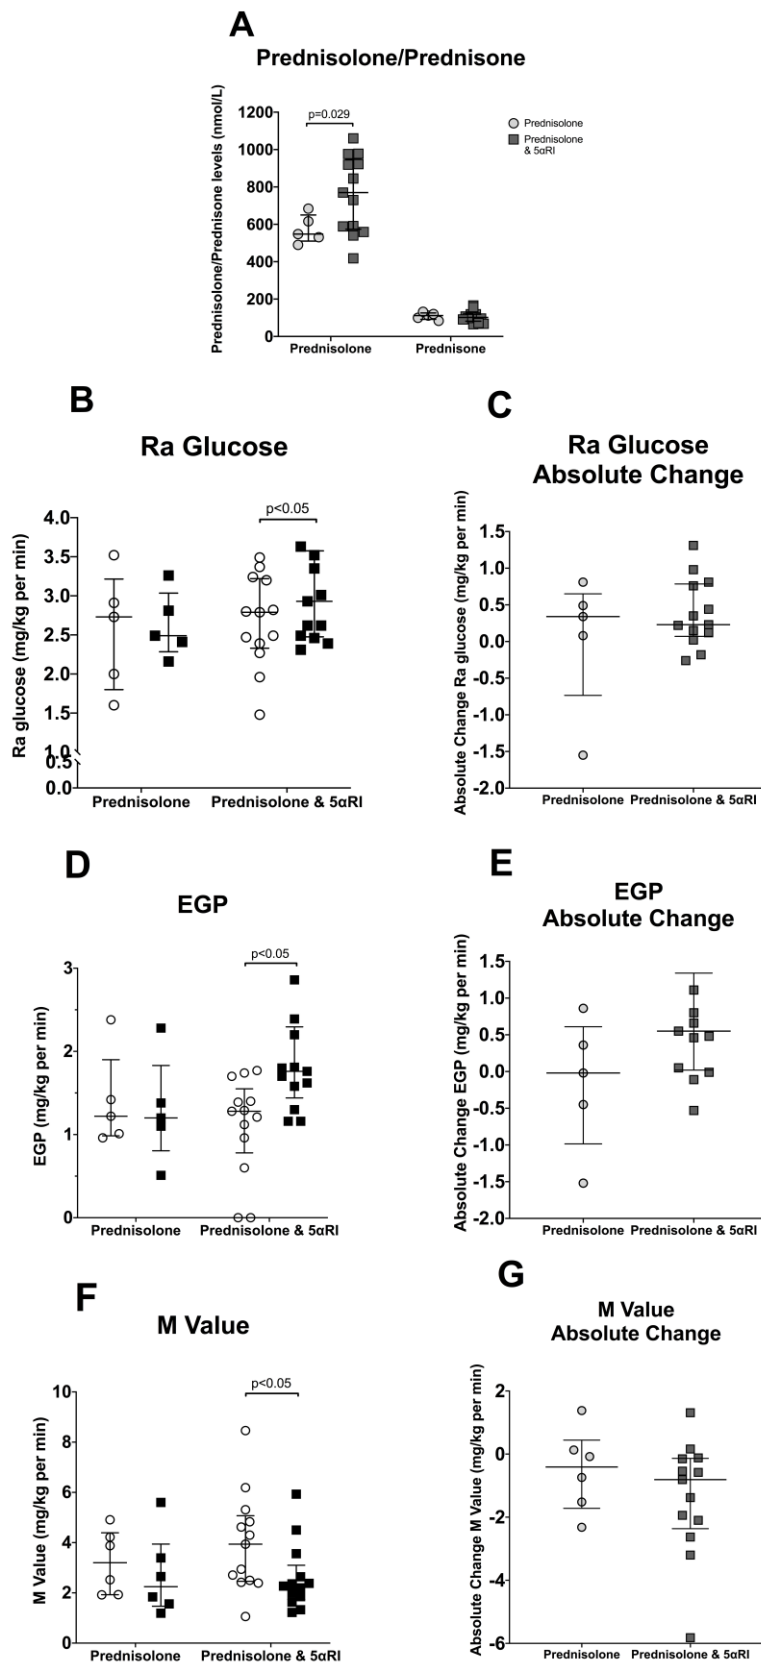 A
Prednisolone/Prednisone
Prednisolone/Prednisone levels (nmol/L)
1200
1000
800
600
400
200
0
p=0.029
Prednisolone
Prednisolone
& 5αRI
Prednisolone
Prednisone
B
Ra Glucose
Ra glucose (mg/kg per min)
4.0
3.5
3.0
2.5
2.0
1.5
1.0
0.5
0.0
p<0.05
Prednisolone
Prednisolone & 5αRI
C
Ra Glucose
Absolute Change
Absolute Change Ra glucose (mg/kg per min)
1.5
1.0
0.5
0.0
-0.5
-1.0
-1.5
-2.0
Prednisolone
Prednisolone & 5αRI
D
EGP
EGP (mg/kg per min)
3
2
1
0
p<0.05
Prednisolone
Prednisolone & 5αRI
E
EGP
Absolute Change
Absolute Change EGP (mg/kg per min)
1.5
1.0
0.5
0.0
-0.5
-1.0
-1.5
-2.0
Prednisolone
Prednisolone & 5αRI
F
M Value
M Value (mg/kg per min)
10
8
6
4
2
0
p<0.05
Prednisolone
Prednisolone & 5αRI
G
M Value
Absolute Change
Absolute Change M Value (mg/kg per min)
2
0
-2
-4
-6
Prednisolone
Prednisolone & 5αRI